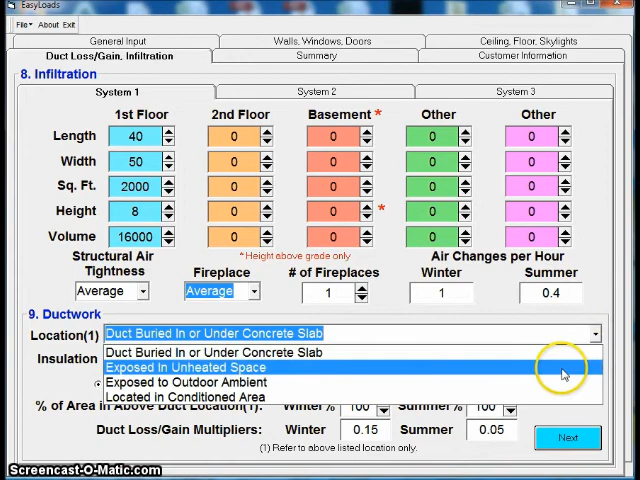 EasyLoads
File About Exit
General Input Walls, Windows, Doors Ceiling, Floor, Skylights
Duct Loss/Gain, Infiltration Summary Customer Information
8. Infiltration
System 1 System 2 System 3
1st Floor 2nd Floor Basement * Other Other
Length 40 0 0 0 0
Width 50 0 0 0 0
Sq. Ft. 2000 0 0 0 0
Height 8 0 0 * 0 0
Volume 16000 0 0 0 0
Structural Air Tightness Fireplace # of Fireplaces *Height above grade only Air Changes per Hour
Winter Summer
Average Average 1 1 0.4
9. Ductwork
Location(1) Duct Buried In or Under Concrete Slab
Duct Buried In or Under Concrete Slab
Insulation
Exposed In Unheated Space
Exposed to Outdoor Ambient
Located in Conditioned Area
% of Area in Above Duct Location(1): Winter% 100 Summer% 100
Duct Loss/Gain Multipliers: Winter 0.15 Summer 0.05
Next
(1) Refer to above listed location only.
Screencast-O-Matic.com